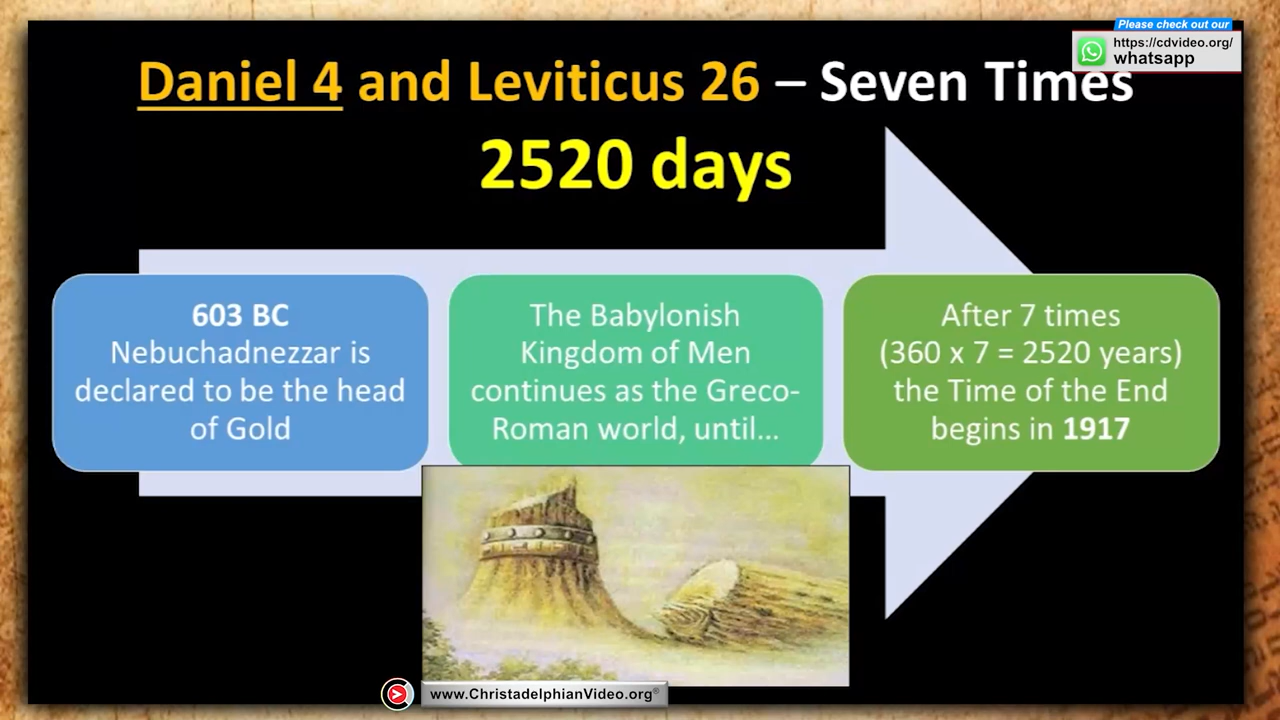 Please check out our
https://cdvideo.org/
whatsapp
Daniel 4 and Leviticus 26 – Seven Times
2520 days
603 BC
Nebuchadnezzar is
declared to be the head
of Gold
The Babylonish
Kingdom of Men
continues as the Greco-
Roman world, until...
After 7 times
(360 x 7 = 2520 years)
the Time of the End
begins in 1917
www.ChristadelphianVideo.org®